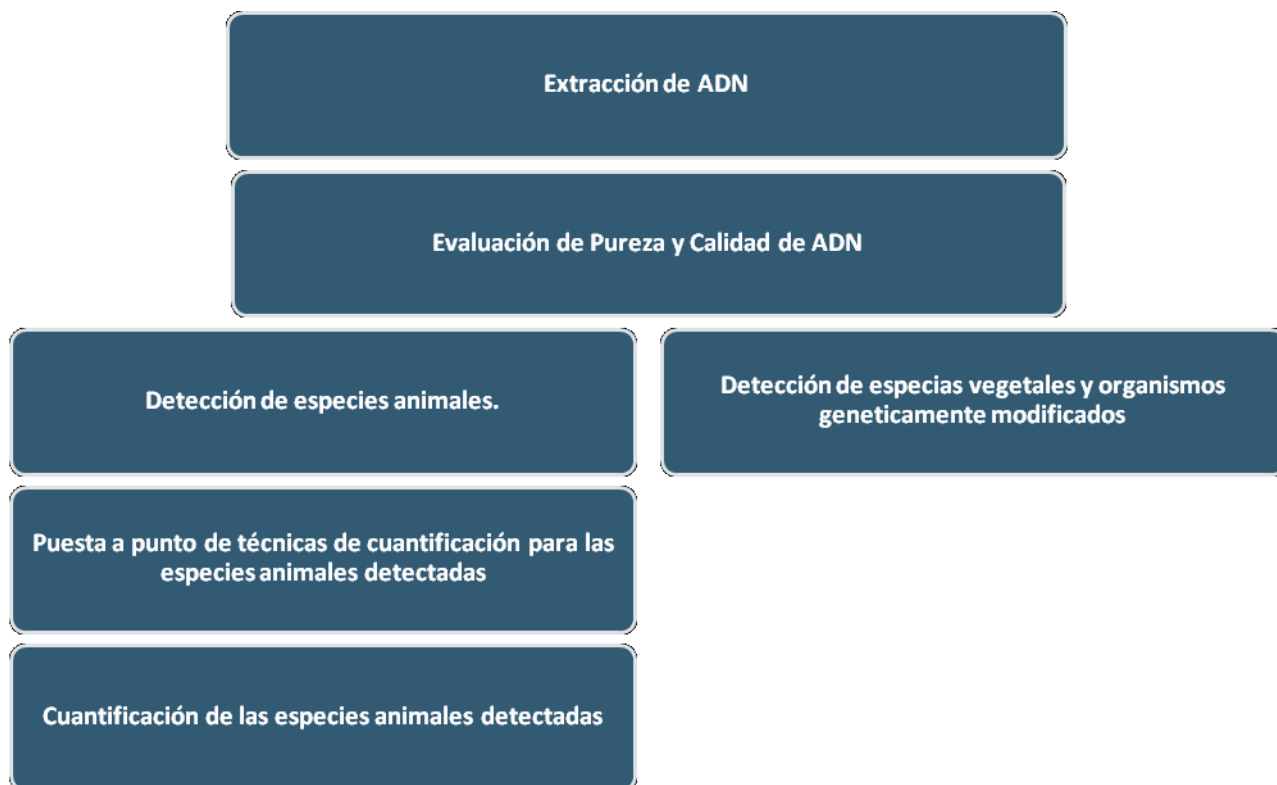 Extracción de ADN
Evaluación de Pureza y Calidad de ADN
Detección de especies animales.
Detección de especias vegetales y organismos
geneticamente modificados
Puesta a punto de técnicas de cuantificación para las
especies animales detectadas
Cuantificación de las especies animales detectadas